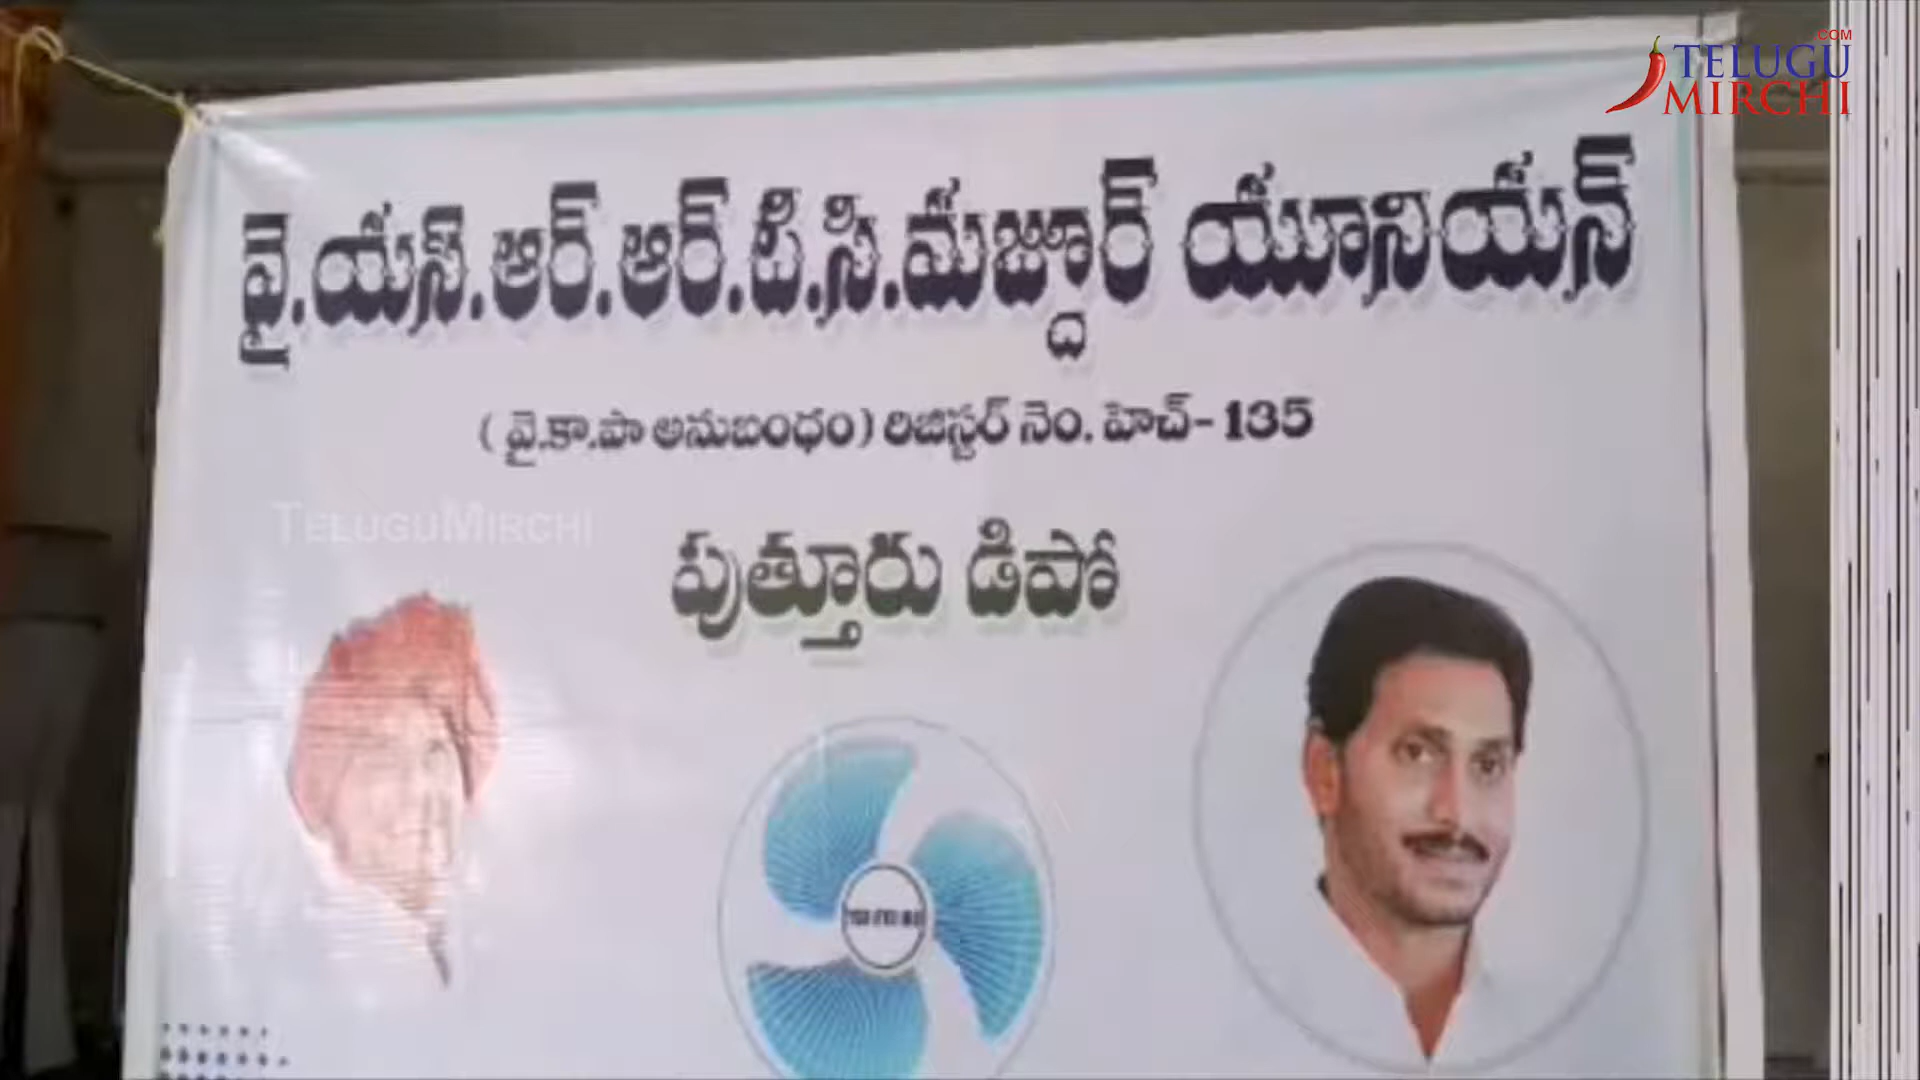 .COM
TELUGU
MIRCHI
వై.యస్.ఆర్.ఆర్.టి.సి.మజ్దూర్ యూనియన్
( వై.కా.పా అనుబంధం ) రిజిస్టర్ నెం. హెచ్- 135
TELUGUMIRCHI
పుత్తూరు డిపో